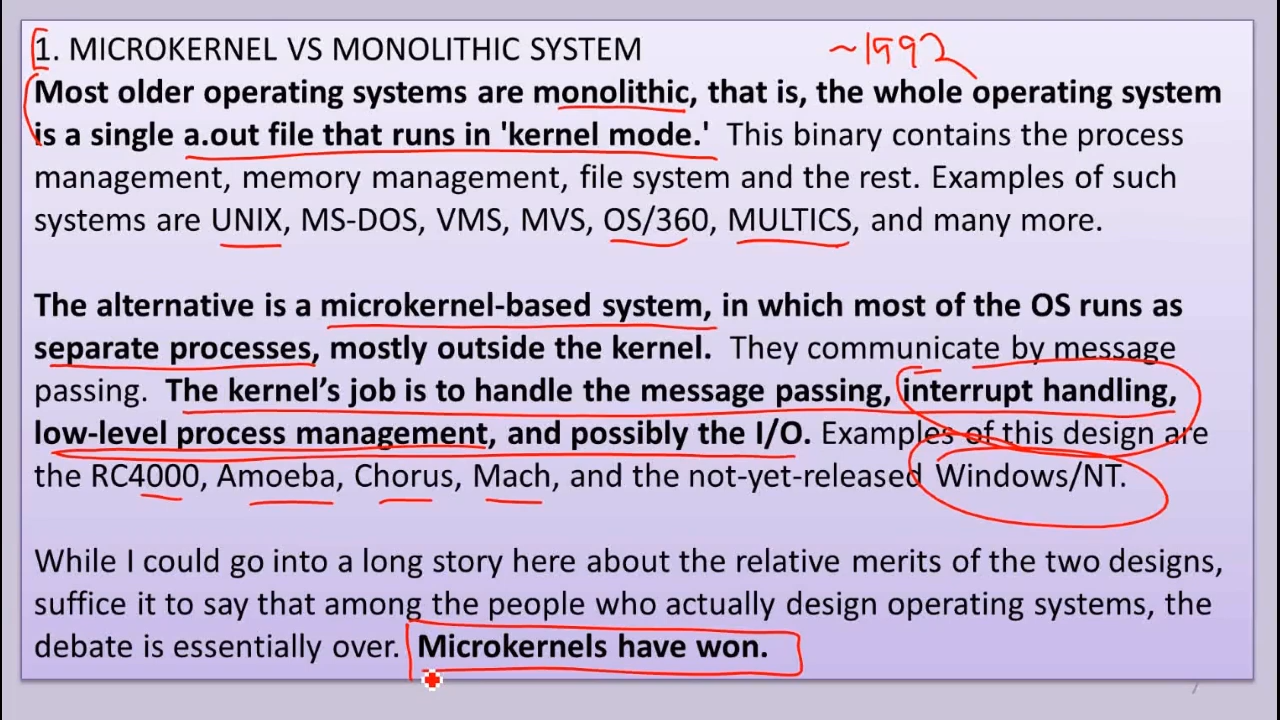 1. MICROKERNEL VS MONOLITHIC SYSTEM ~1992
Most older operating systems are monolithic, that is, the whole operating system
is a single a.out file that runs in 'kernel mode.' This binary contains the process
management, memory management, file system and the rest. Examples of such
systems are UNIX, MS-DOS, VMS, MVS, OS/360, MULTICS, and many more.
The alternative is a microkernel-based system, in which most of the OS runs as
separate processes, mostly outside the kernel. They communicate by message
passing. The kernel’s job is to handle the message passing, interrupt handling,
low-level process management, and possibly the I/O. Examples of this design are
the RC4000, Amoeba, Chorus, Mach, and the not-yet-released Windows/NT.
While I could go into a long story here about the relative merits of the two designs,
suffice it to say that among the people who actually design operating systems, the
debate is essentially over. Microkernels have won.